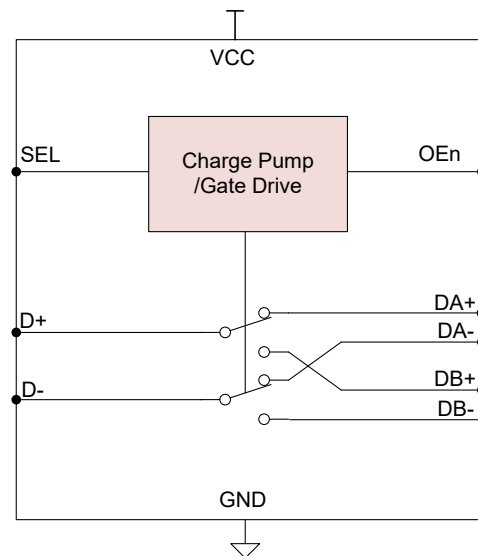 VCC
SEL
Charge Pump
/Gate Drive
OEn
D+
DA+
DA-
D-
DB+
DB-
GND